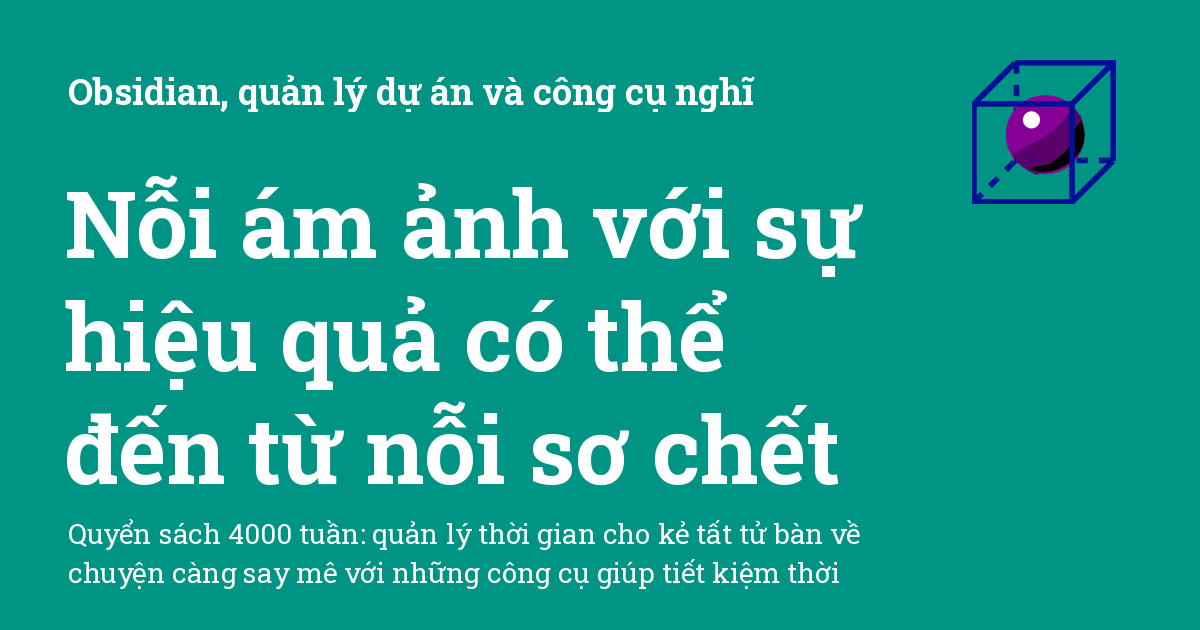 Obsidian, quản lý dự án và công cụ nghĩ
Nỗi ám ảnh với sự
hiệu quả có thể
đến từ nỗi sơ chết
Quyển sách 4000 tuần: quản lý thời gian cho kẻ tất tử bàn về
chuyện càng say mê với những công cụ giúp tiết kiệm thời